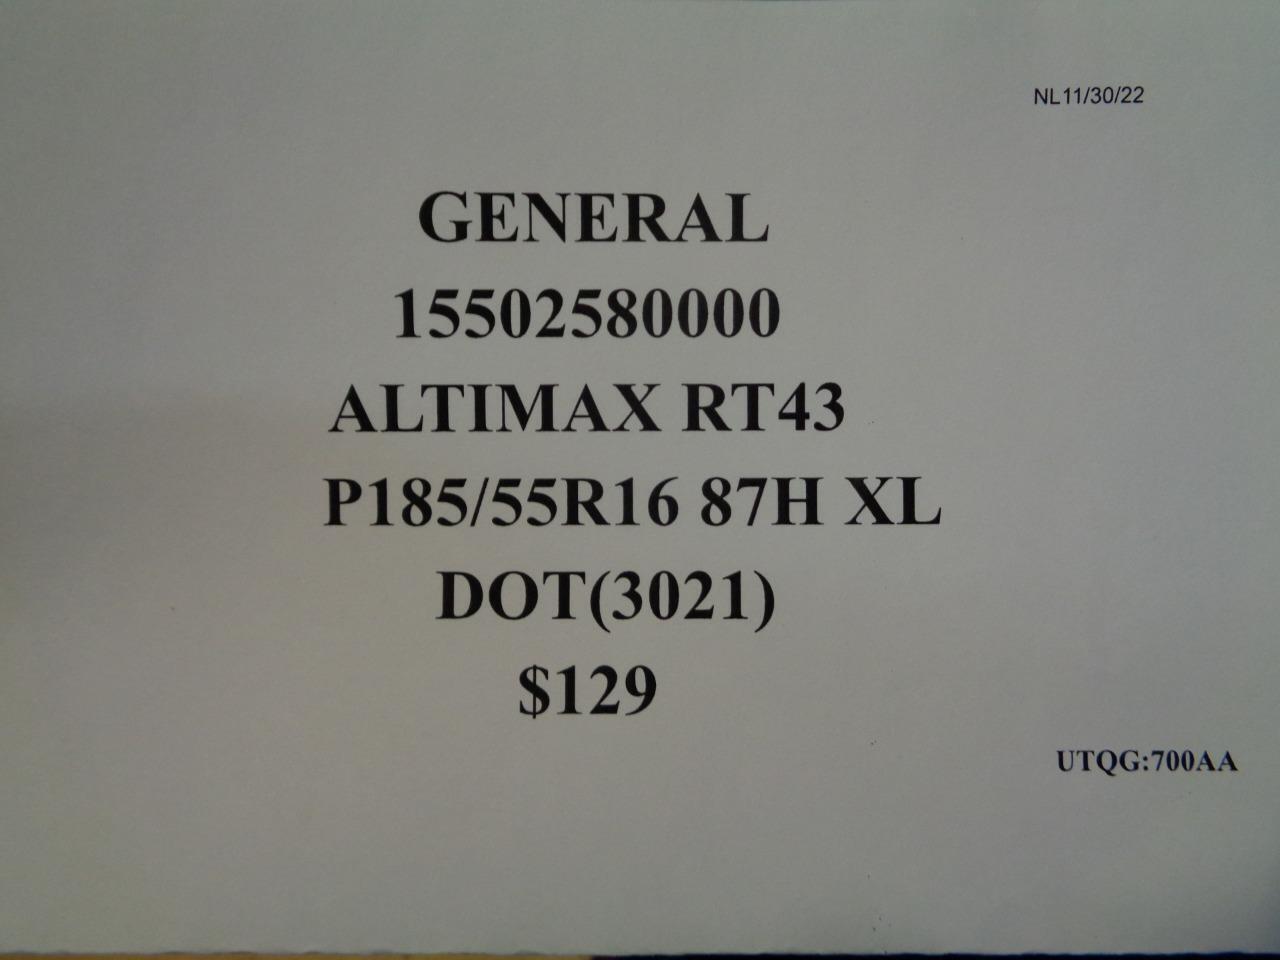 NL11/30/22
GENERAL
15502580000
ALTIMAX RT43
P185/55R16 87H XL
DOT(3021)
$129
UTQG:700AA